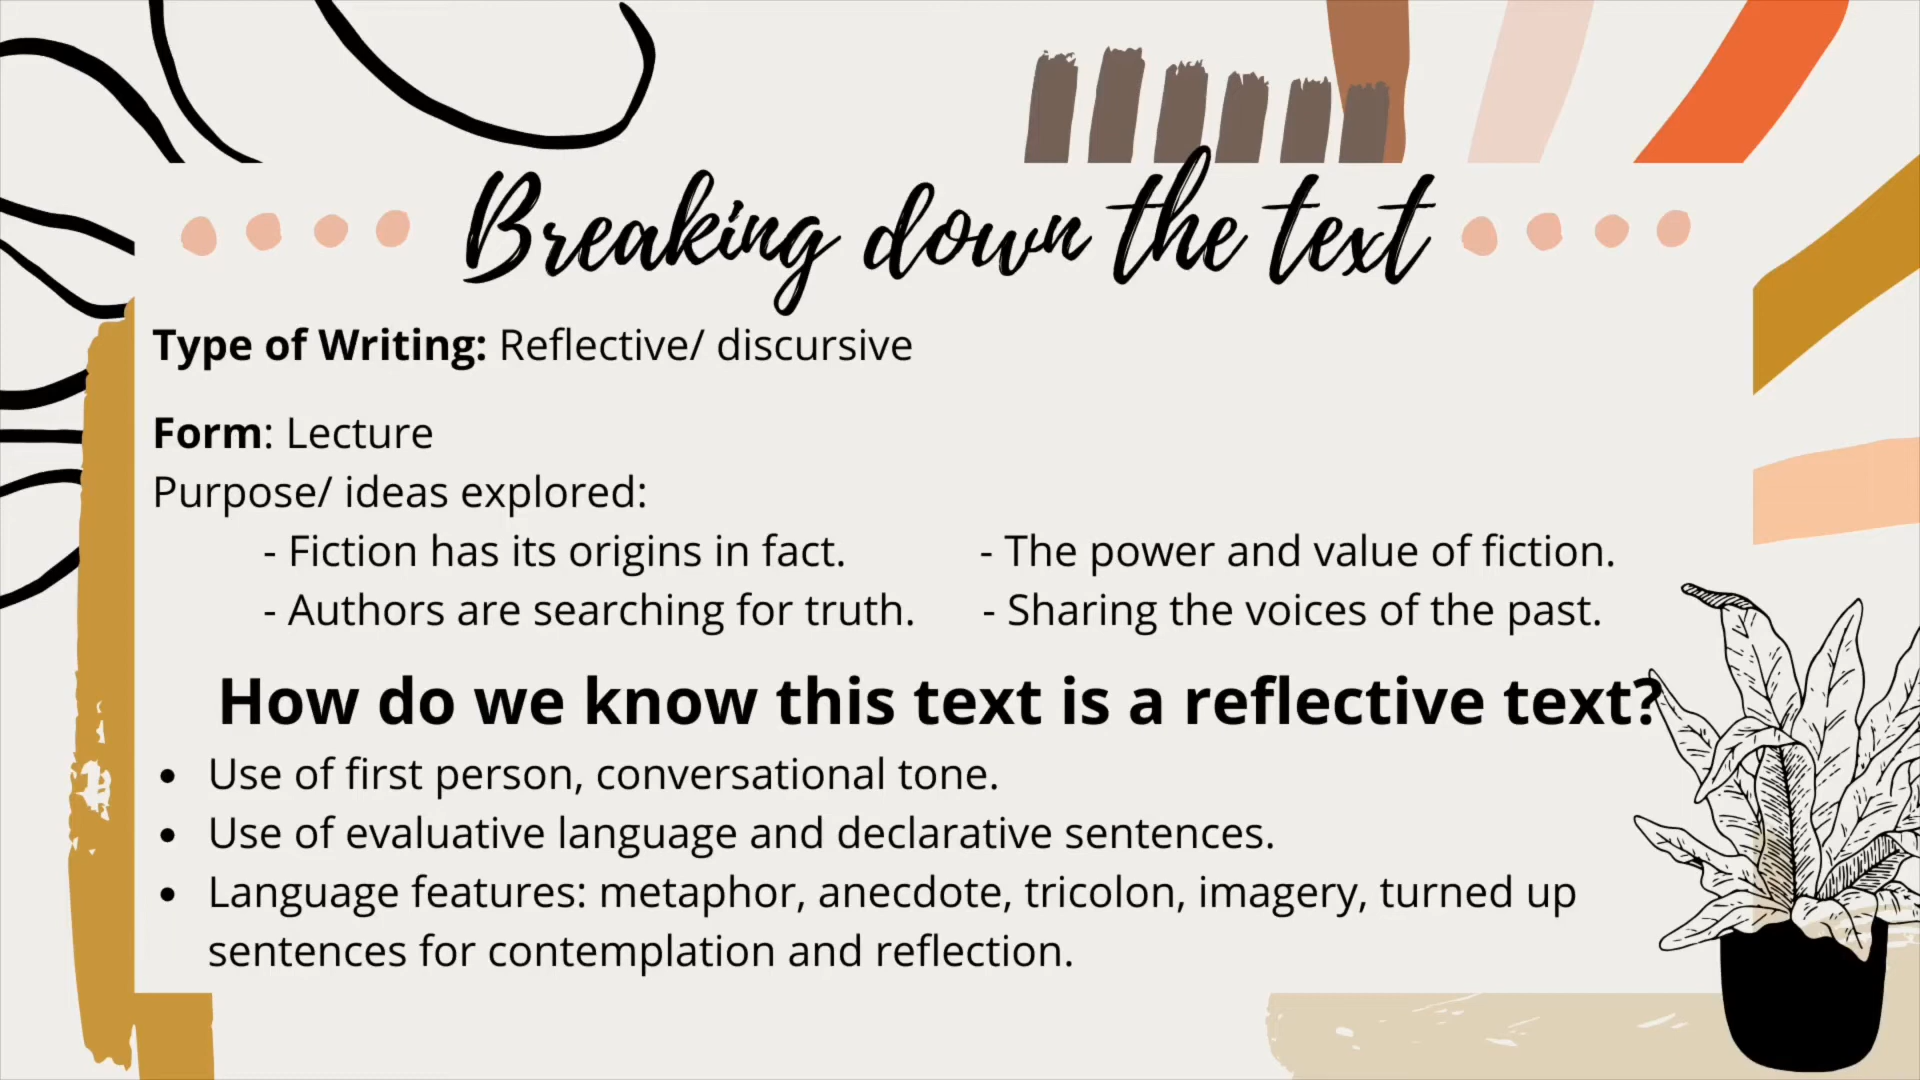 Breaking down the text
Type of Writing: Reflective/ discursive
Form: Lecture
Purpose/ ideas explored:
- Fiction has its origins in fact. - The power and value of fiction.
- Authors are searching for truth. - Sharing the voices of the past.
How do we know this text is a reflective text?
• Use of first person, conversational tone.
• Use of evaluative language and declarative sentences.
• Language features: metaphor, anecdote, tricolon, imagery, turned up
sentences for contemplation and reflection.